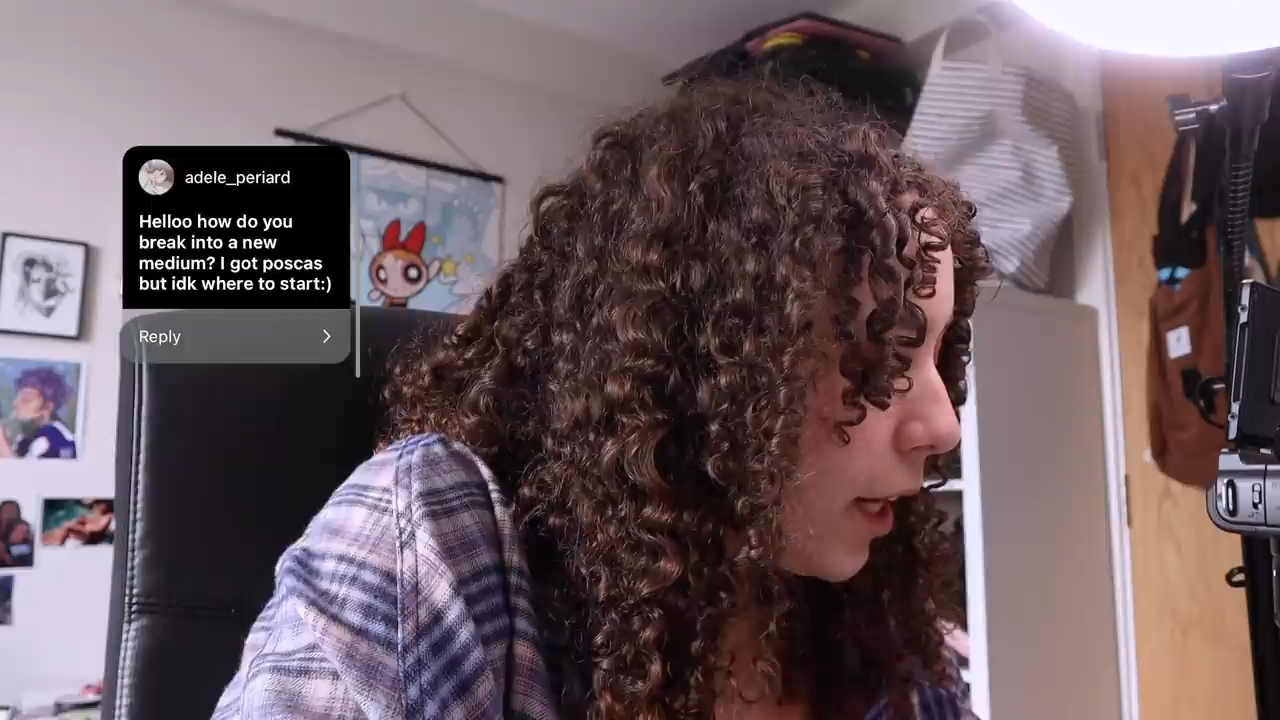 adele_periard
Helloo how do you
break into a new
medium? I got poscas
but idk where to start:)
Reply